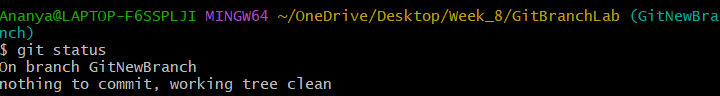 Ananya@LAPTOP-F6SSPLJI MINGW64 ~/OneDrive/Desktop/Week_8/GitBranchLab (GitNewBra
nch)
$ git status
On branch GitNewBranch
nothing to commit, working tree clean